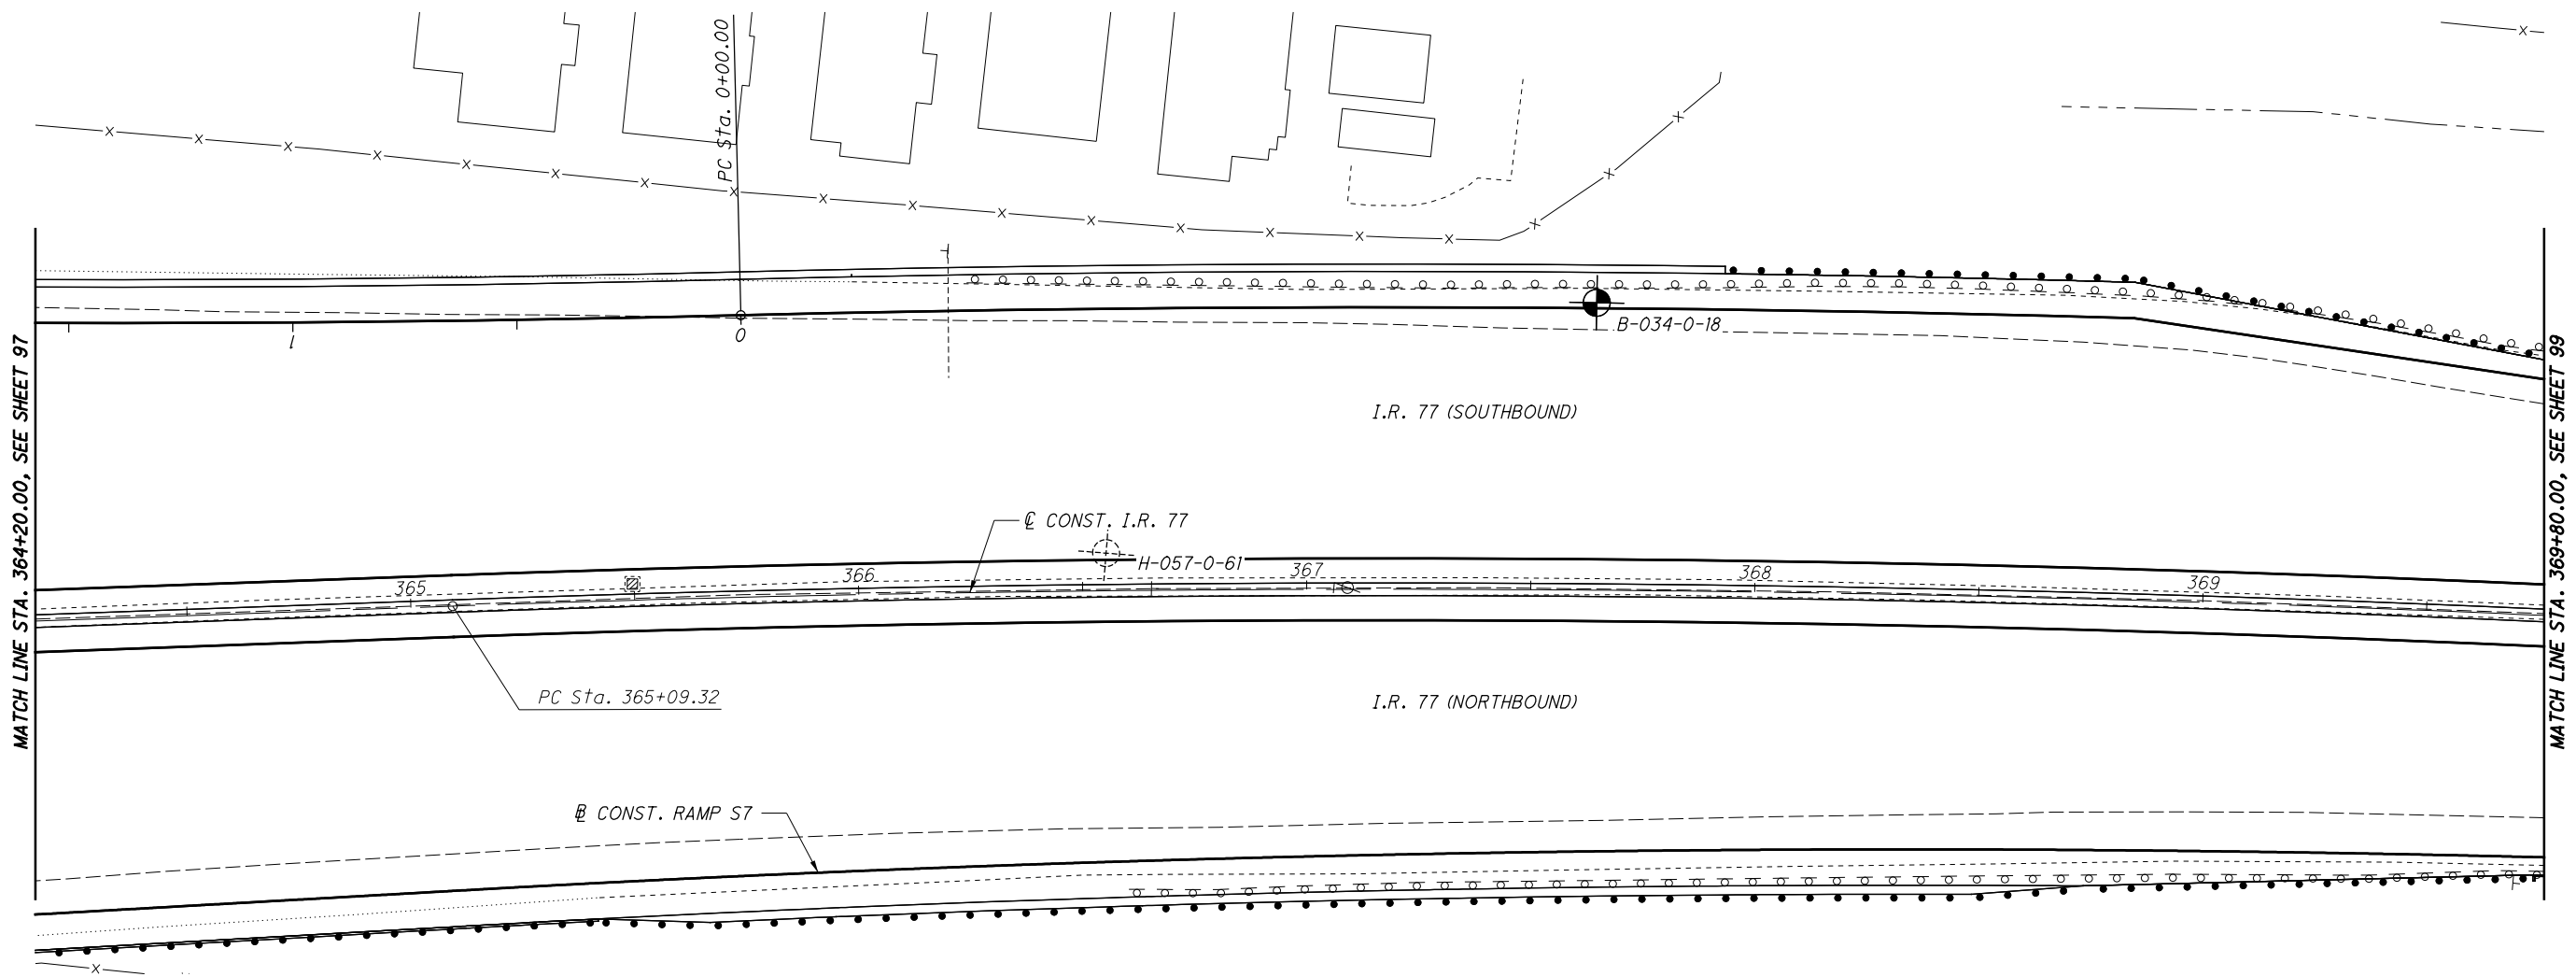 PC Sta. 0+00.00
1
0
B-034-0-18
MATCH LINE STA. 364+20.00, SEE SHEET 97
MATCH LINE STA. 369+80.00, SEE SHEET 99
I.R. 77 (SOUTHBOUND)
℄ CONST. I.R. 77
H-057-0-61
365
366
367
368
369
PC Sta. 365+09.32
I.R. 77 (NORTHBOUND)
BL CONST. RAMP S7